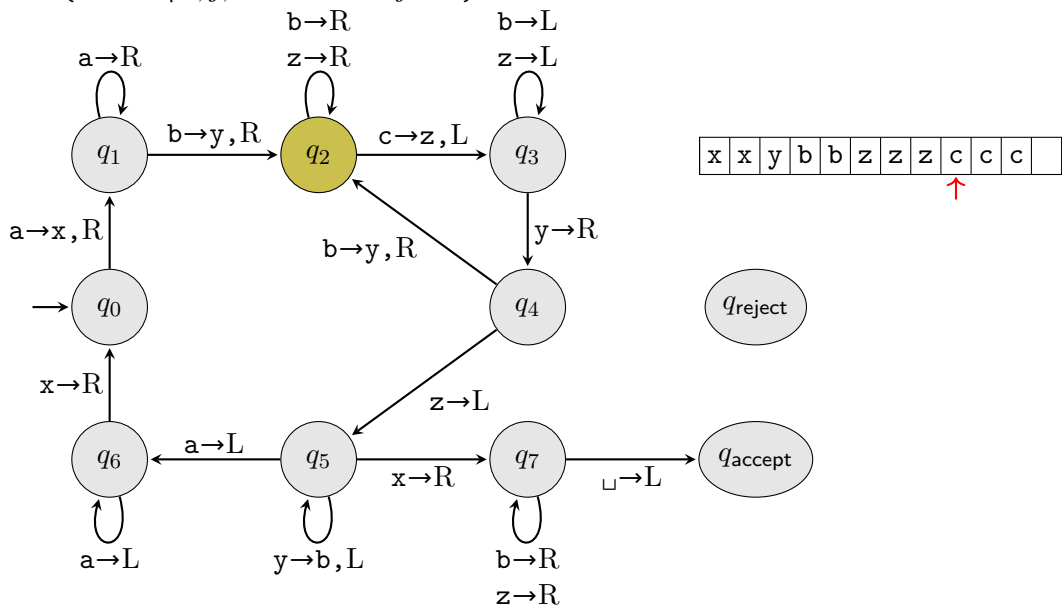 b→R
b→L
a→R
z→R
z→L
b→y,R
c→z,L
q1
q2
q3
x x y b b z z z c c c
a→x,R
b→y,R
y→R
q0
q4
qreject
x→R
z→L
a→L
q6
q5
q7
qaccept
x→R
␣→L
a→L
y→b,L
b→R
z→R